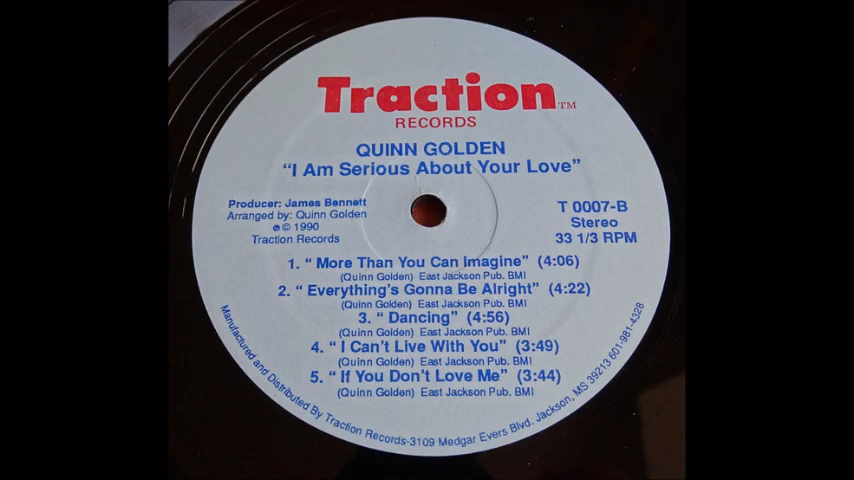 Traction TM
RECORDS
QUINN GOLDEN
"I Am Serious About Your Love"
Producer: James Bennett
Arranged by: Quinn Golden
℗© 1990
Traction Records
T 0007-B
Stereo
33 1/3 RPM
1. " More Than You Can Imagine" (4:06)
(Quinn Golden) East Jackson Pub. BMI
2. " Everything's Gonna Be Alright" (4:22)
(Quinn Golden) East Jackson Pub. BMI
3. " Dancing" (4:56)
(Quinn Golden) East Jackson Pub. BMI
4. " I Can't Live With You" (3:49)
(Quinn Golden) East Jackson Pub. BMI
5. " If You Don't Love Me" (3:44)
(Quinn Golden) East Jackson Pub. BMI
Manufactured and Distributed By Traction Records-3109 Medgar Evers Blvd. Jackson, MS 39213 601-981-4328